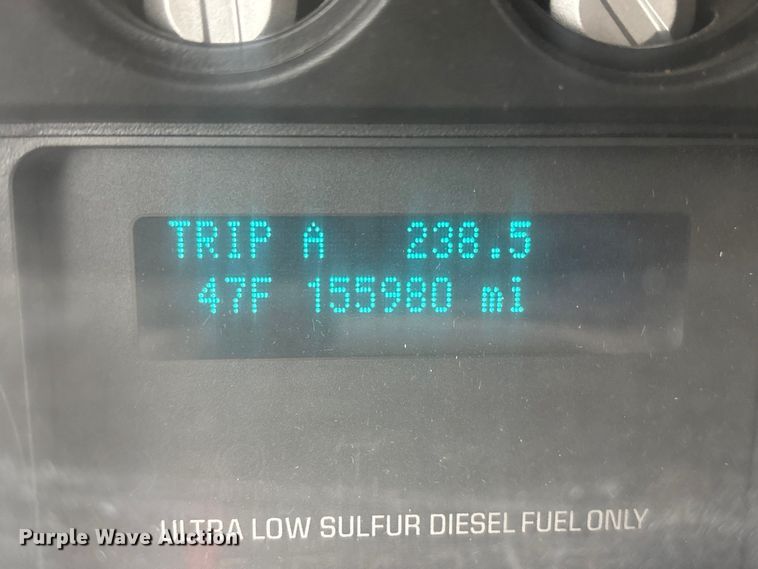 TRIP A 238.5
47F 155980 mi
ULTRA LOW SULFUR DIESEL FUEL ONLY
Purple Wave Auction